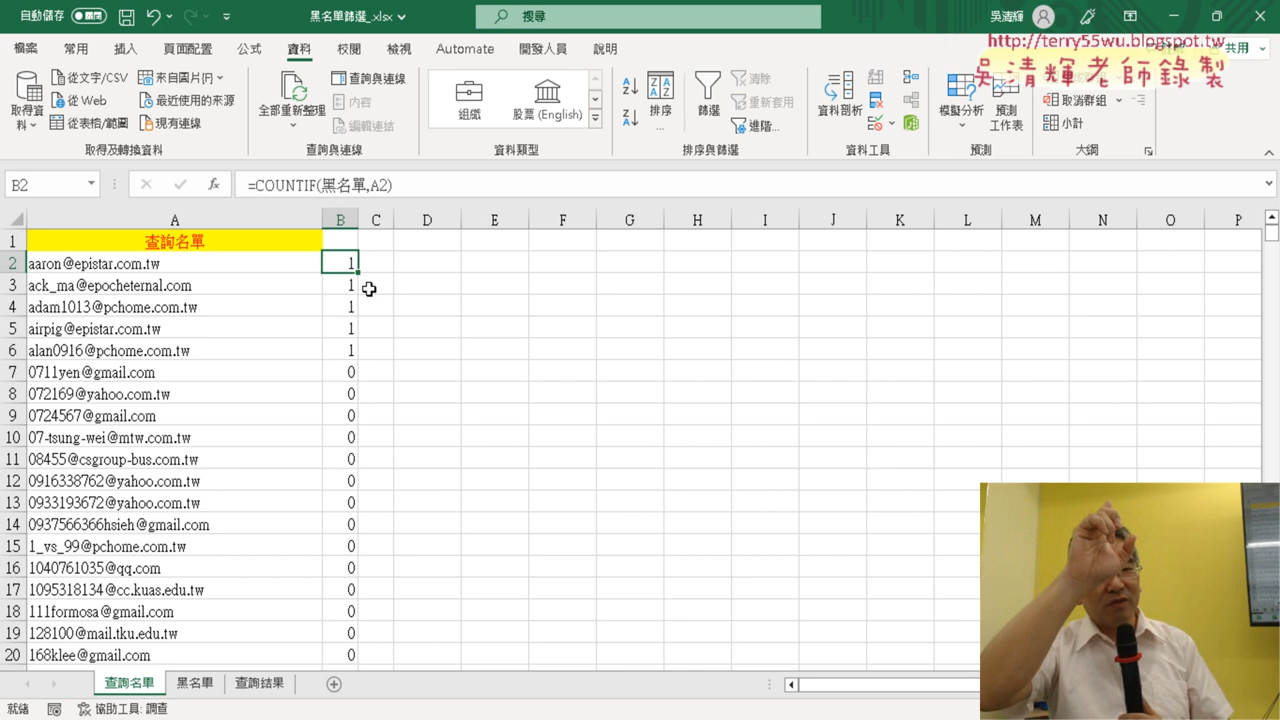 自動儲存 黑名單篩選_.xlsx 搜尋 吳清輝
檔案 常用 插入 頁面配置 公式 資料 校閱 檢視 Automate 開發人員 說明 共用
http://terry55wu.blogspot.tw
吳清輝老師錄製
取得資料
從文字/CSV
從 Web
從表格/範圍
來自圖片
最近使用的來源
現有連線
取得及轉換資料
全部重新整理
查詢與連線
內容
編輯連結
查詢與連線
組織
股票 (English)
資料類型
排序...
篩選
清除
重新套用
進階...
排序與篩選
資料剖析
資料工具
模擬分析
預測工作表
預測
取消群組
小計
大綱
B2 =COUNTIF(黑名單,A2)
A B C D E F G H I J K L M N O P
1 查詢名單
2 aaron@epistar.com.tw 1
3 ack_ma@epocheternal.com 1
4 adam1013@pchome.com.tw 1
5 airpig@epistar.com.tw 1
6 alan0916@pchome.com.tw 1
7 0711yen@gmail.com 0
8 072169@yahoo.com.tw 0
9 0724567@gmail.com 0
10 07-tsung-wei@mtw.com.tw 0
11 08455@csgroup-bus.com.tw 0
12 0916338762@yahoo.com.tw 0
13 0933193672@yahoo.com.tw 0
14 0937566366hsieh@gmail.com 0
15 1_vs_99@pchome.com.tw 0
16 1040761035@qq.com 0
17 1095318134@cc.kuas.edu.tw 0
18 111formosa@gmail.com 0
19 128100@mail.tku.edu.tw 0
20 168klee@gmail.com 0
查詢名單 黑名單 查詢結果
就緒 協助工具: 調查